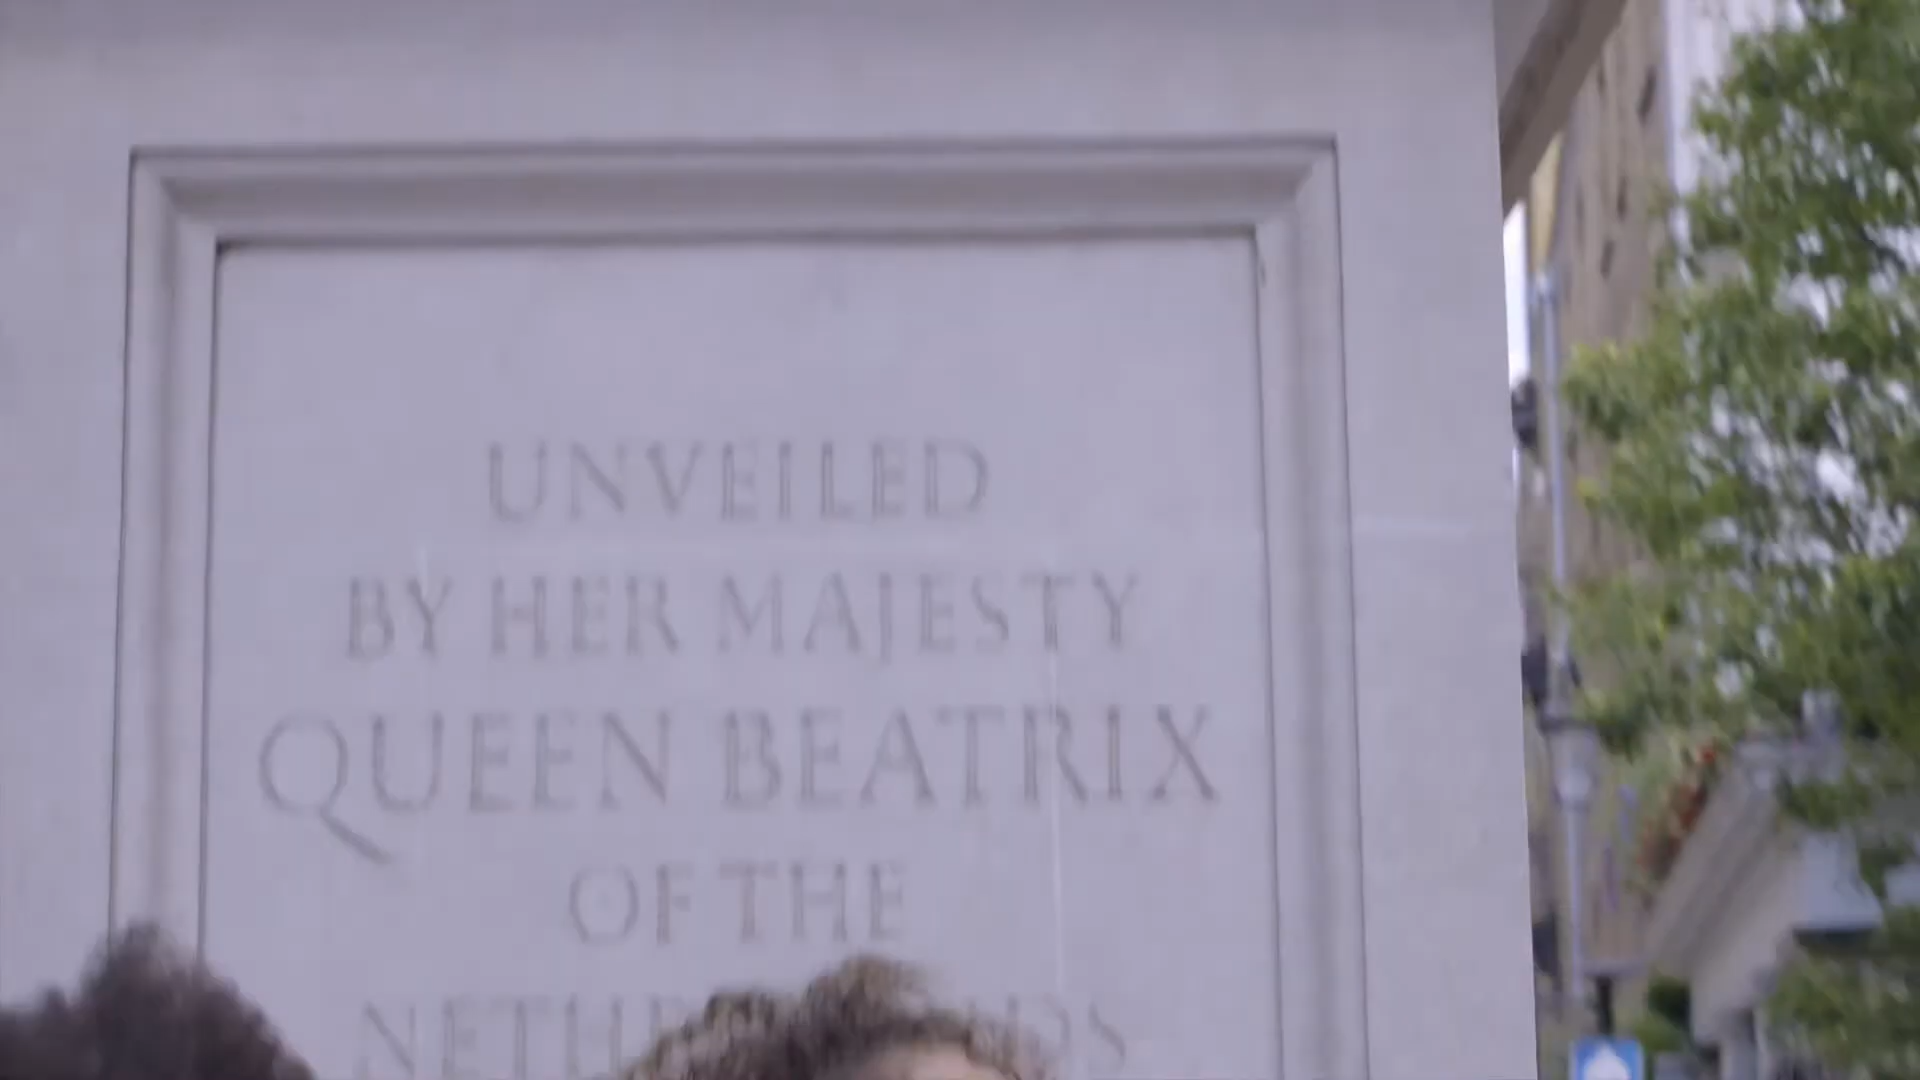 UNVEILED
BY HER MAJESTY
QUEEN BEATRIX
OF THE